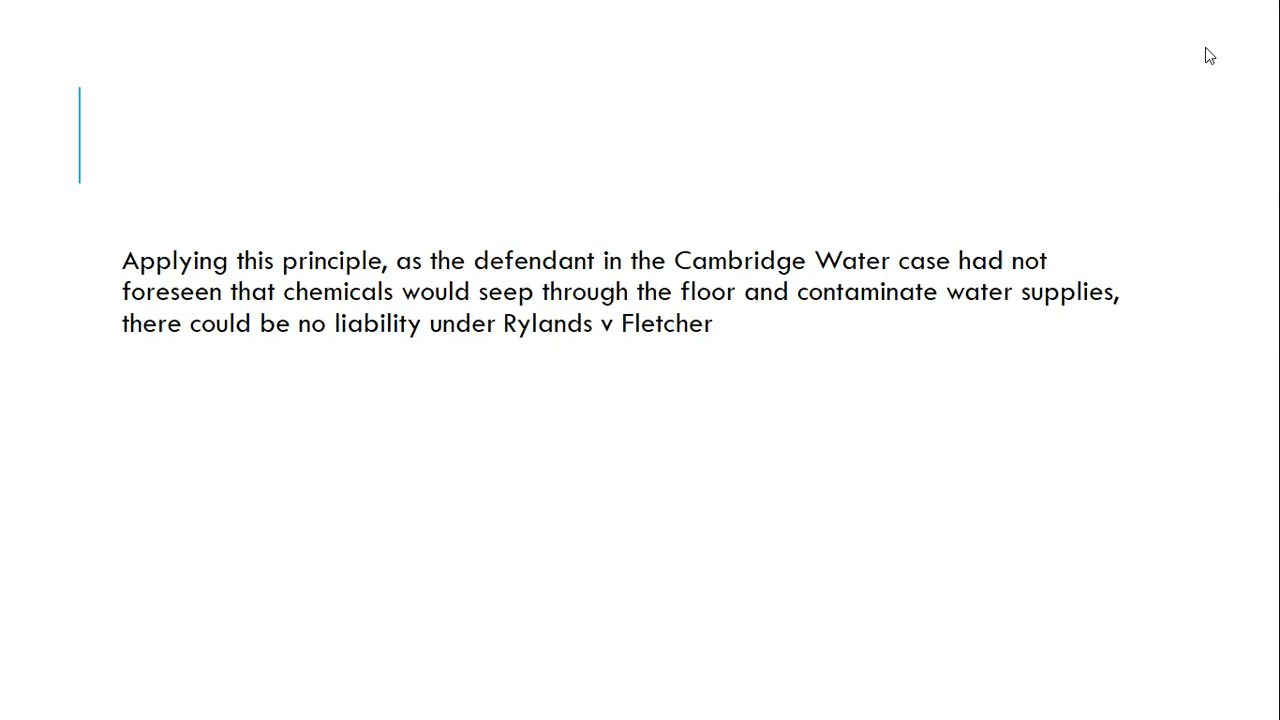 Applying this principle, as the defendant in the Cambridge Water case had not
foreseen that chemicals would seep through the floor and contaminate water supplies,
there could be no liability under Rylands v Fletcher